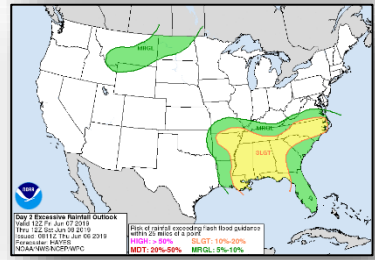 MRGL
MRGL
SLGT
NOAA
Day 2 Excessive Rainfall Outlook
Valid 12Z Fri Jun 07 2019
Thru 12Z Sat Jun 08 2019
Issued: 0811Z Thu Jun 06 2019
Forecaster: HAYES
NOAA/NWS/NCEP/WPC
Risk of rainfall exceeding flash flood guidance
within 25 miles of a point
HIGH: > 50% SLGT: 10%-20%
MDT: 20%-50% MRGL: 5%-10%